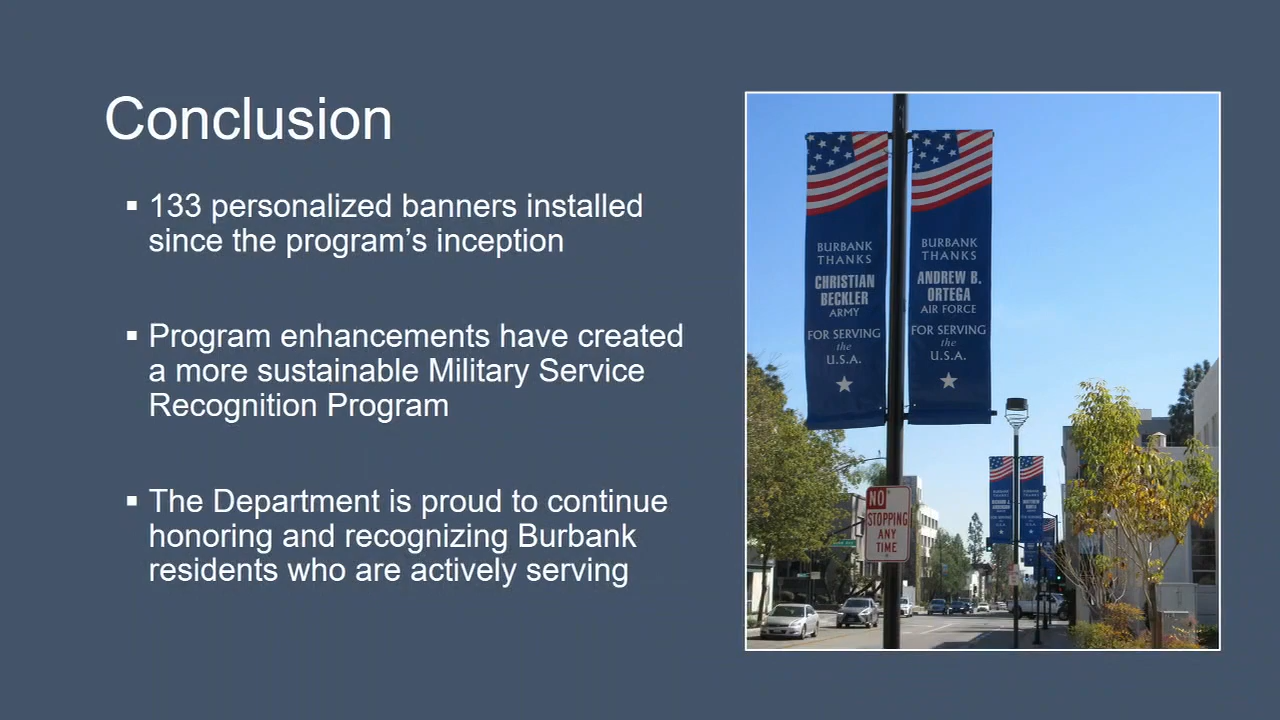 Conclusion
▪ 133 personalized banners installed
since the program’s inception
▪ Program enhancements have created
a more sustainable Military Service
Recognition Program
▪ The Department is proud to continue
honoring and recognizing Burbank
residents who are actively serving
BURBANK
THANKS
CHRISTIAN
BECKLER
ARMY
FOR SERVING
the
U.S.A.
BURBANK
THANKS
ANDREW B.
ORTEGA
AIR FORCE
FOR SERVING
the
U.S.A.
NO
STOPPING
ANY
TIME